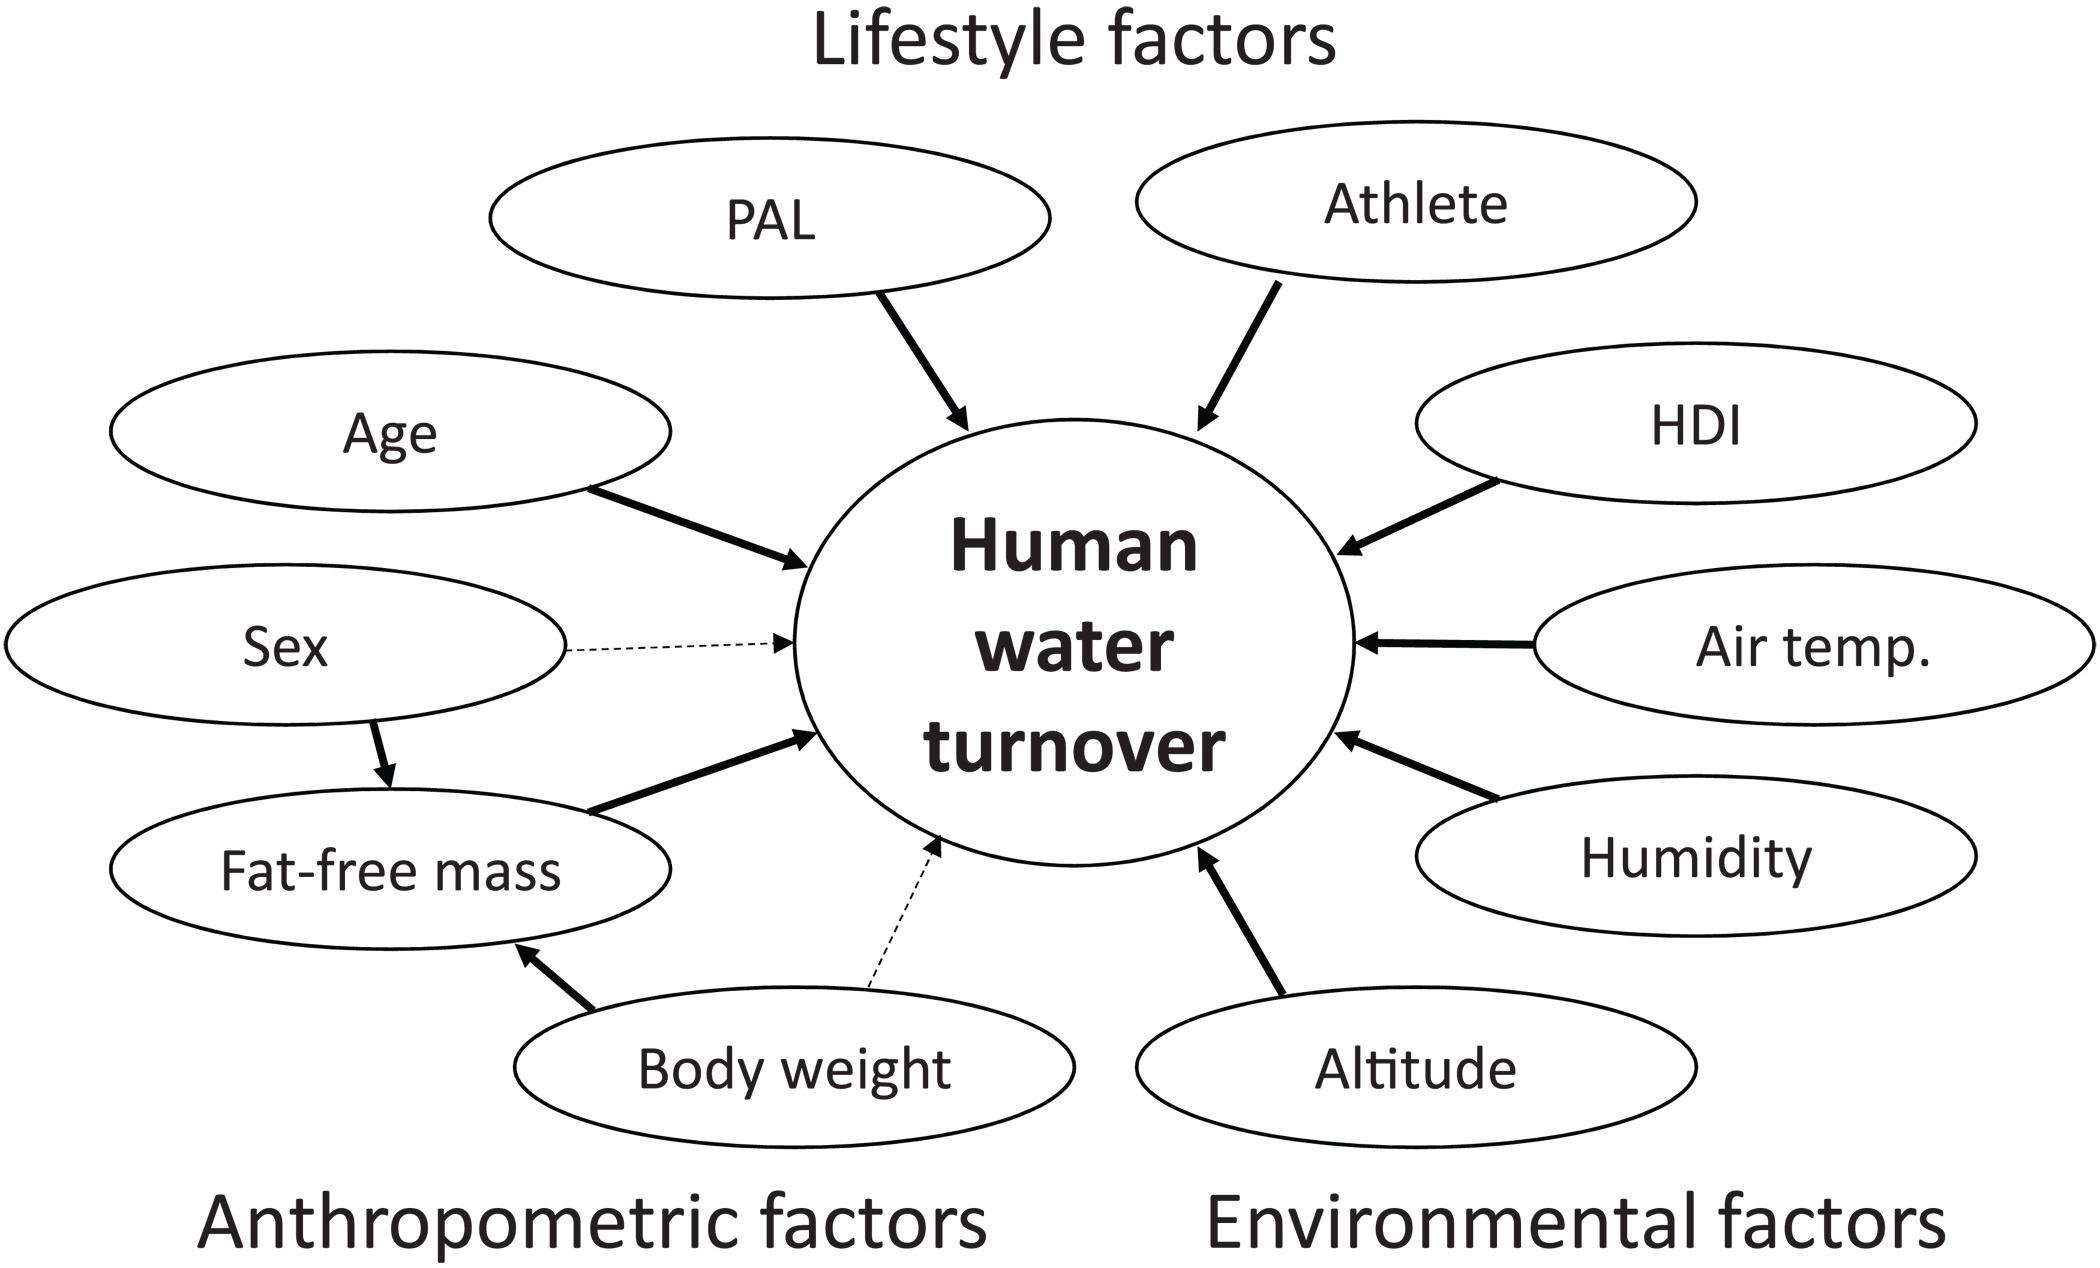 Lifestyle factors
PAL
Athlete
Age
HDI
Human
water
turnover
Sex
Air temp.
Fat-free mass
Humidity
Body weight
Altitude
Anthropometric factors
Environmental factors